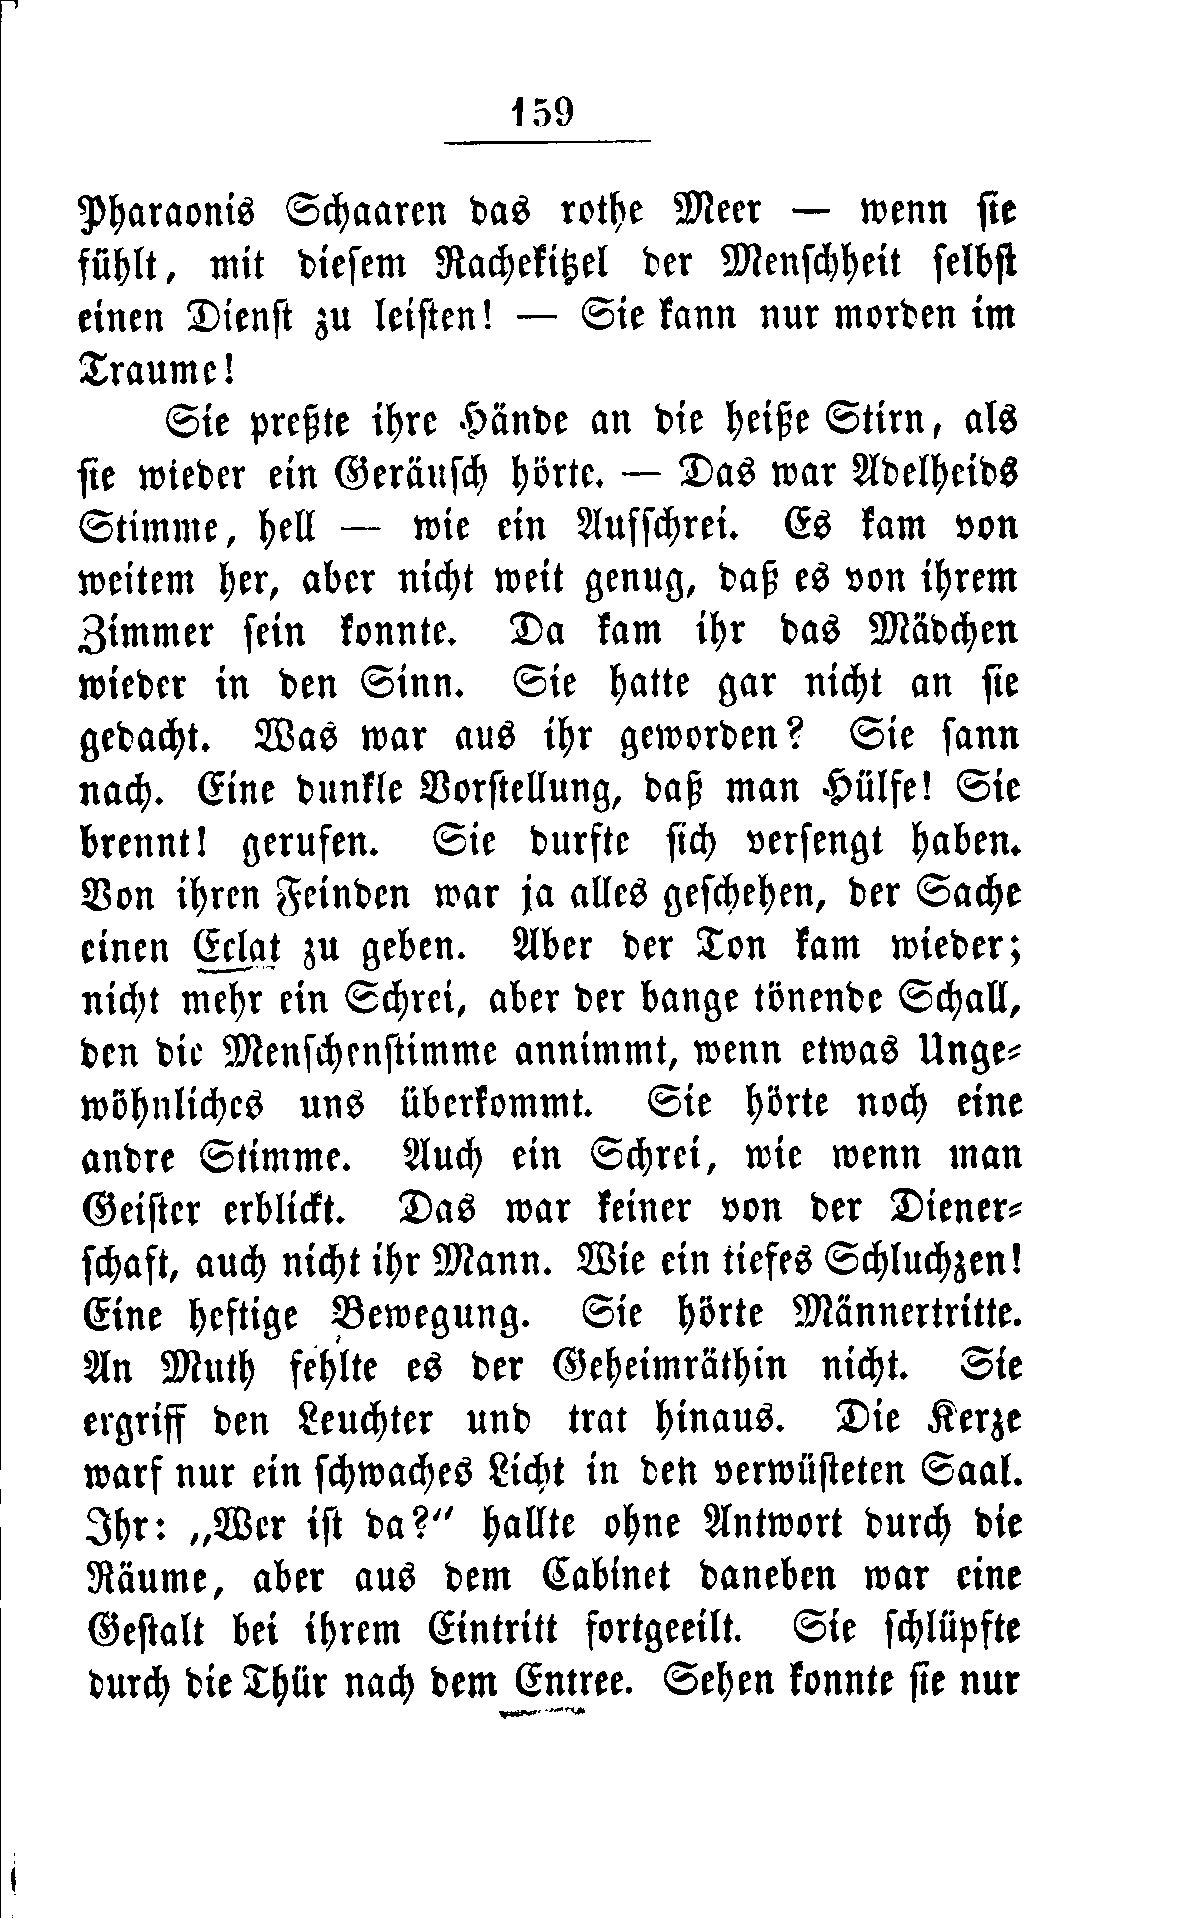 159
Pharaonis Schaaren das rothe Meer — wenn sie
fühlt, mit diesem Rachekitzel der Menschheit selbst
einen Dienst zu leisten! — Sie kann nur morden im
Traume!
Sie preßte ihre Hände an die heiße Stirn, als
sie wieder ein Geräusch hörte. — Das war Adelheids
Stimme, hell — wie ein Aufschrei. Es kam von
weitem her, aber nicht weit genug, daß es von ihrem
Zimmer sein konnte. Da kam ihr das Mädchen
wieder in den Sinn. Sie hatte gar nicht an sie
gedacht. Was war aus ihr geworden? Sie sann
nach. Eine dunkle Vorstellung, daß man Hülfe! Sie
brennt! gerufen. Sie durfte sich versengt haben.
Von ihren Feinden war ja alles geschehen, der Sache
einen Eclat zu geben. Aber der Ton kam wieder;
nicht mehr ein Schrei, aber der bange tönende Schall,
den die Menschenstimme annimmt, wenn etwas Unge⸗
wöhnliches uns überkommt. Sie hörte noch eine
andre Stimme. Auch ein Schrei, wie wenn man
Geister erblickt. Das war keiner von der Diener⸗
schaft, auch nicht ihr Mann. Wie ein tiefes Schluchzen!
Eine heftige Bewegung. Sie hörte Männertritte.
An Muth fehlte es der Geheimräthin nicht. Sie
ergriff den Leuchter und trat hinaus. Die Kerze
warf nur ein schwaches Licht in den verwüsteten Saal.
Ihr: „Wer ist da?“ hallte ohne Antwort durch die
Räume, aber aus dem Cabinet daneben war eine
Gestalt bei ihrem Eintritt fortgeeilt. Sie schlüpfte
durch die Thür nach dem Entree. Sehen konnte sie nur